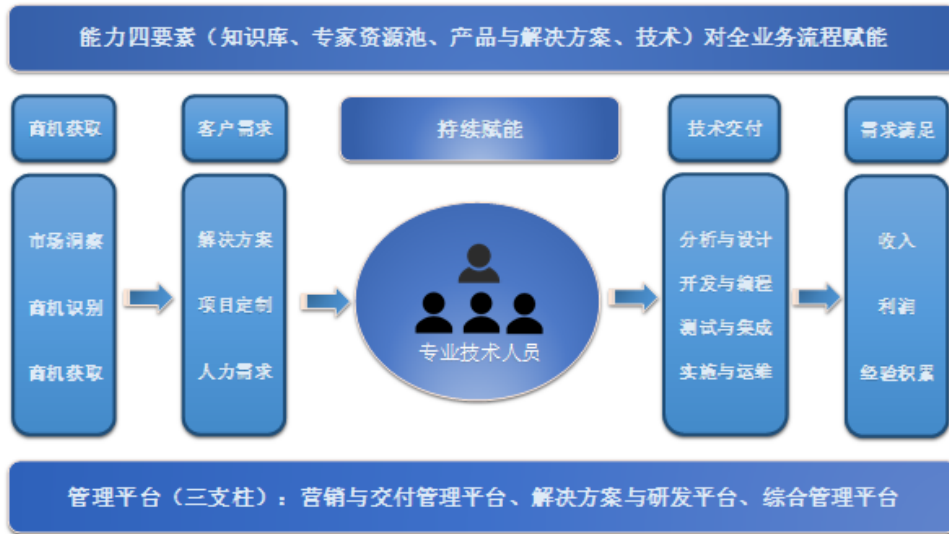 能力四要素（知识库、专家资源池、产品与解决方案、技术）对全业务流程赋能
商机获取
客户需求
持续赋能
技术交付
需求满足
市场洞察
商机识别
商机获取
解决方案
项目定制
人力需求
专业技术人员
分析与设计
开发与编程
测试与集成
实施与运维
收入
利润
经验积累
管理平台（三支柱）：营销与交付管理平台、解决方案与研发平台、综合管理平台